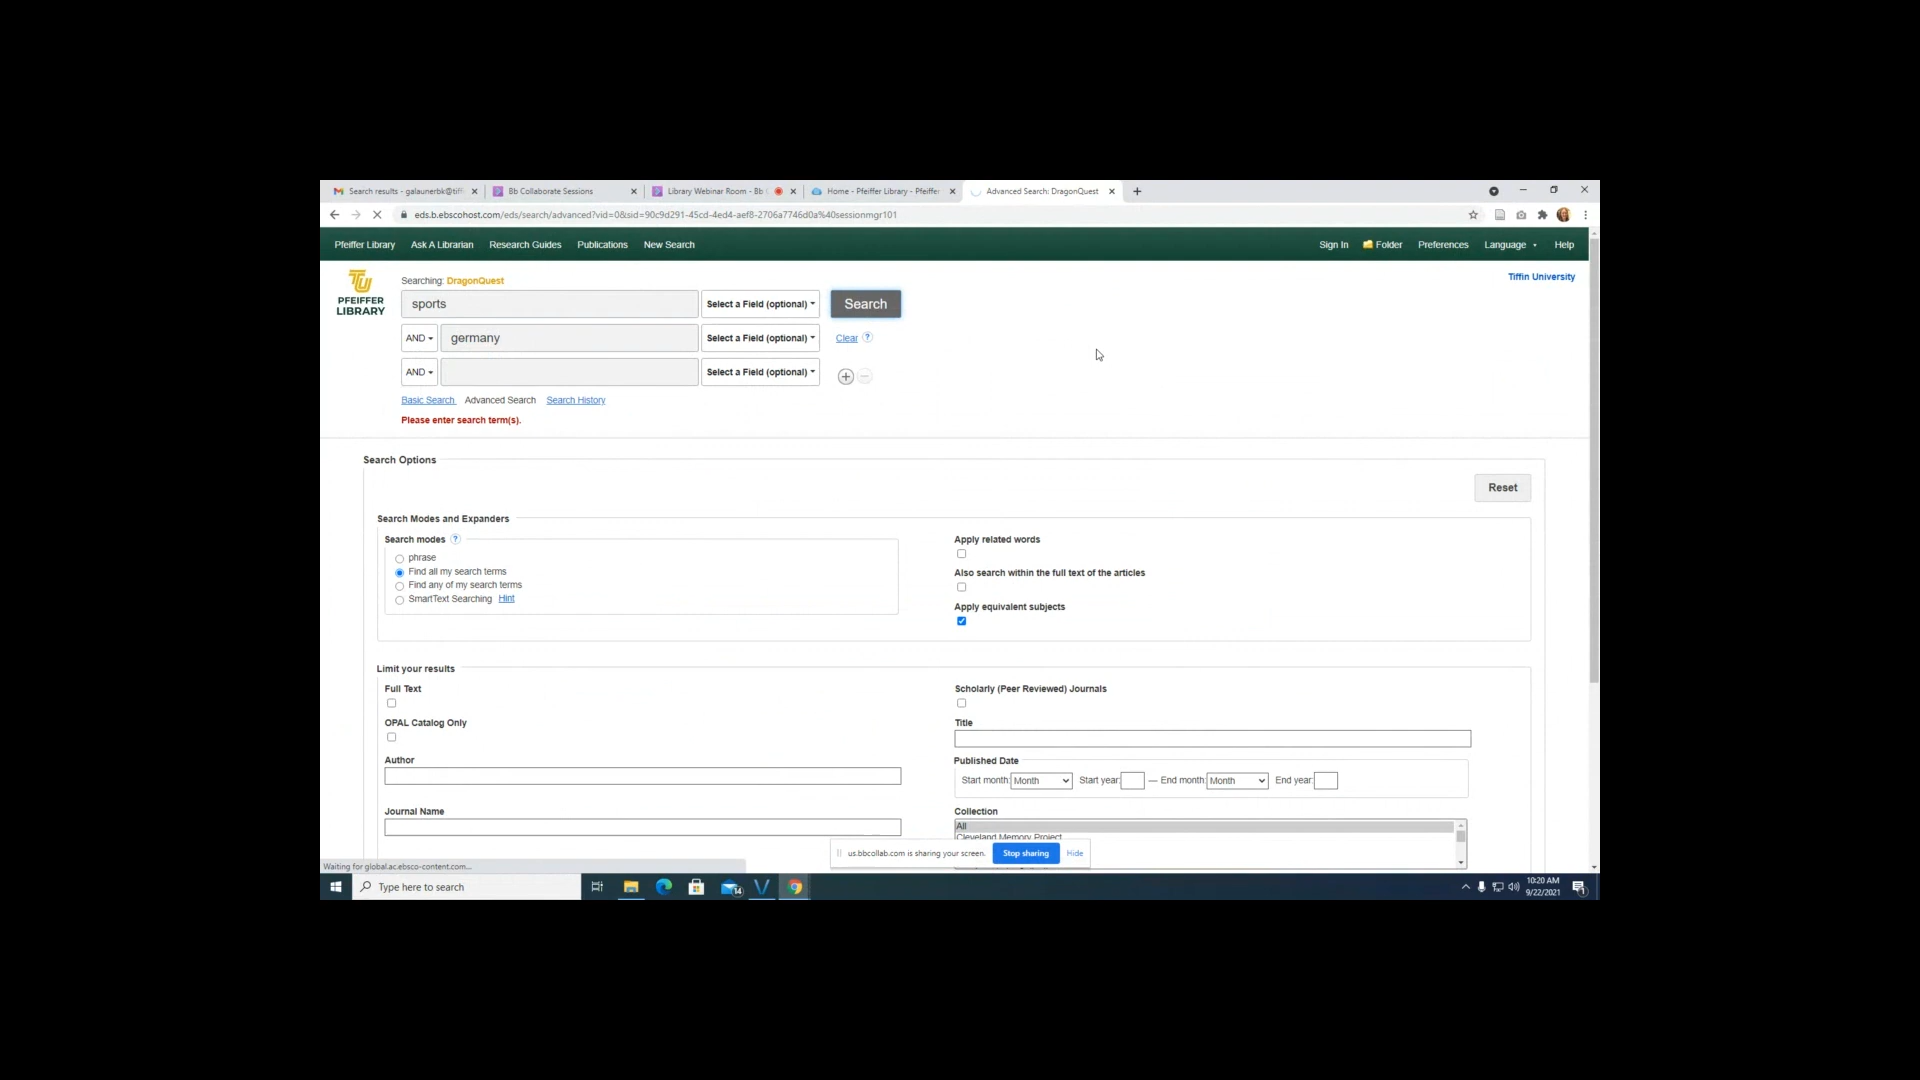 Search results - galaunerbk@tiff
Bb Collaborate Sessions
Library Webinar Room - Bb
Home - Pfeiffer Library - Pfeiffer
Advanced Search: DragonQuest
eds.b.ebscohost.com/eds/search/advanced?vid=0&sid=90c9d291-45cd-4ed4-aef8-2706a7746d0a%40sessionmgr101
Pfeiffer Library Ask A Librarian Research Guides Publications New Search Sign In Folder Preferences Language Help
TU
PFEIFFER
LIBRARY
Tiffin University
Searching: DragonQuest
sports Select a Field (optional) Search
AND germany Select a Field (optional) Clear ?
AND Select a Field (optional)
Basic Search Advanced Search Search History
Please enter search term(s).
Search Options
Reset
Search Modes and Expanders
Search modes ?
phrase
Find all my search terms
Find any of my search terms
SmartText Searching Hint
Apply related words
Also search within the full text of the articles
Apply equivalent subjects
Limit your results
Full Text
OPAL Catalog Only
Author
Journal Name
Scholarly (Peer Reviewed) Journals
Title
Published Date
Start month: Month Start year: — End month: Month End year:
Collection
All
Cleveland Memory Project
us.bbcollab.com is sharing your screen. Stop sharing Hide
Waiting for global.ac.ebsco-content.com...
Type here to search
14
10:20 AM
9/22/2021
1